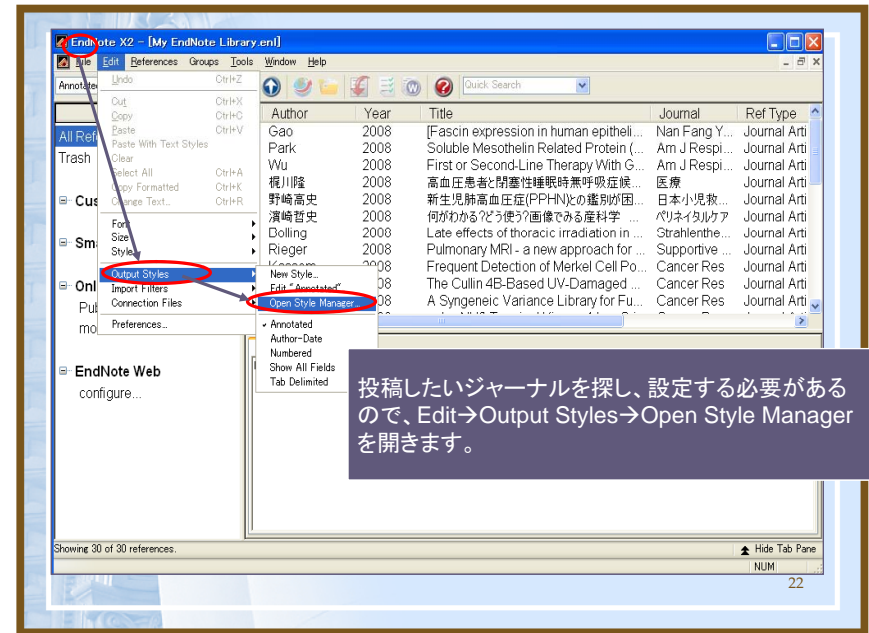 EndNote X2 - [My EndNote Library.enl]
File Edit References Groups Tools Window Help
Annotated Quick Search
Undo Ctrl+Z
Cut Ctrl+X
Copy Ctrl+C
Paste Ctrl+V
Paste With Text Styles
Clear
Select All Ctrl+A
Copy Formatted Ctrl+K
Change Text... Ctrl+R
Font
Size
Style
Output Styles
Import Filters
Connection Files
Preferences...
New Style...
Edit "Annotated"
Open Style Manager...
Annotated
Author-Date
Numbered
Show All Fields
Tab Delimited
All Ref
Trash
Cus
Sm
Onl
Pu
mo
EndNote Web
configure...
Author Year Title Journal Ref Type
Gao 2008 [Fascin expression in human epitheli... Nan Fang Y... Journal Arti
Park 2008 Soluble Mesothelin Related Protein (... Am J Respi... Journal Arti
Wu 2008 First or Second-Line Therapy With G... Am J Respi... Journal Arti
梶川隆 2008 高血圧患者と閉塞性睡眠時無呼吸症候... 医療 Journal Arti
野崎高史 2008 新生児肺高血圧症(PPHN)との鑑別が困... 日本小児救... Journal Arti
濱崎哲史 2008 何がわかる?どう使う?画像でみる産科学 ... ペリネイタルケア Journal Arti
Dolling 2008 Late effects of thoracic irradiation in ... Strahlenthe... Journal Arti
Rieger 2008 Pulmonary MRI - a new approach for ... Supportive ... Journal Arti
2008 Frequent Detection of Merkel Cell Po... Cancer Res Journal Arti
The Cullin 4B-Based UV-Damaged ... Cancer Res Journal Arti
A Syngeneic Variance Library for Fu... Cancer Res Journal Arti
投稿したいジャーナルを探し、設定する必要がある
ので、Edit→Output Styles→Open Style Manager
を開きます。
Showing 30 of 30 references.
Hide Tab Pane
NUM
22